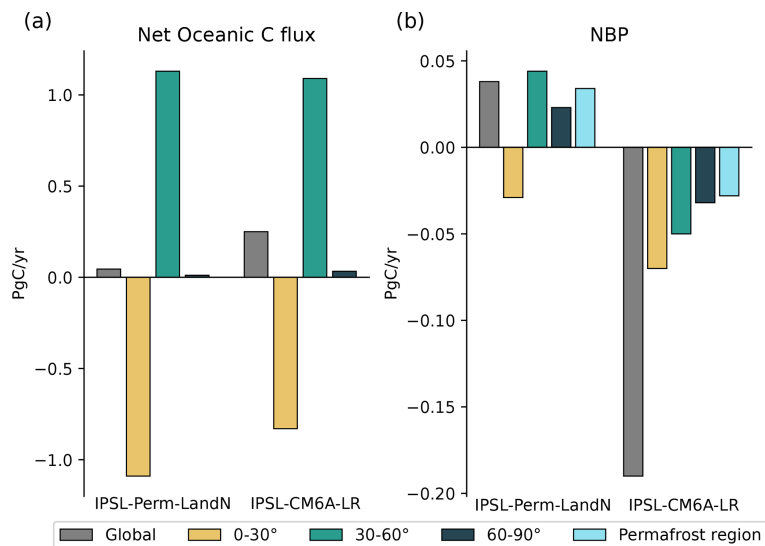 (a)
Net Oceanic C flux
PgC/yr
1.0
0.5
0.0
−0.5
−1.0
IPSL-Perm-LandN IPSL-CM6A-LR
(b)
NBP
PgC/yr
0.05
0.00
−0.05
−0.10
−0.15
−0.20
IPSL-Perm-LandN IPSL-CM6A-LR
Global 0-30° 30-60° 60-90° Permafrost region